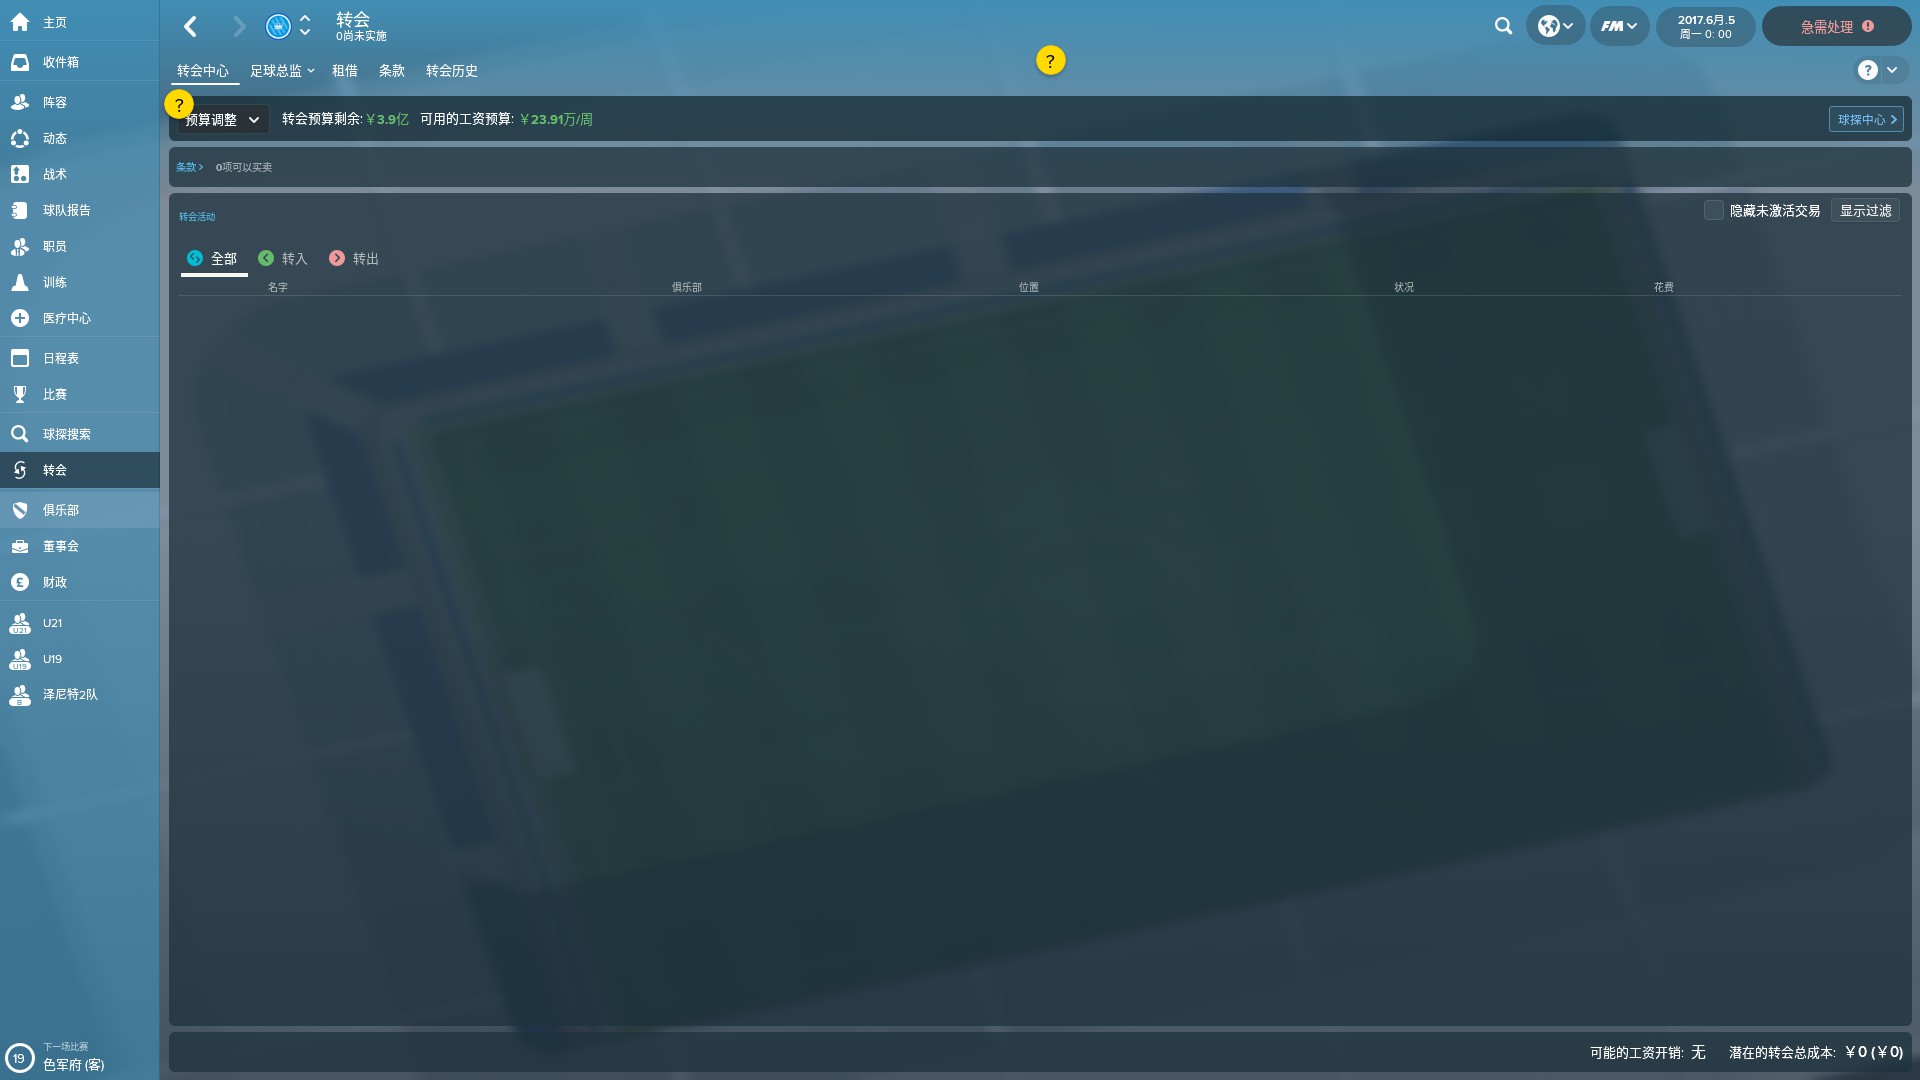 主页
收件箱
阵容
动态
战术
球队报告
职员
训练
医疗中心
日程表
比赛
球探搜索
转会
俱乐部
董事会
财政
U21
U21
U19
U19
B
泽尼特2队
下一场比赛
19
色军府 (客)
转会
0尚未实施
FM
2017.6月.5
周一 0: 00
急需处理
转会中心 足球总监 租借 条款 转会历史
?
?
?
预算调整 转会预算剩余: ¥3.9亿 可用的工资预算: ¥23.91万/周 球探中心
条款 0项可以买卖
转会活动 隐藏未激活交易 显示过滤
全部 转入 转出
名字 俱乐部 位置 状况 花费
可能的工资开销: 无 潜在的转会总成本: ¥0 (¥0)